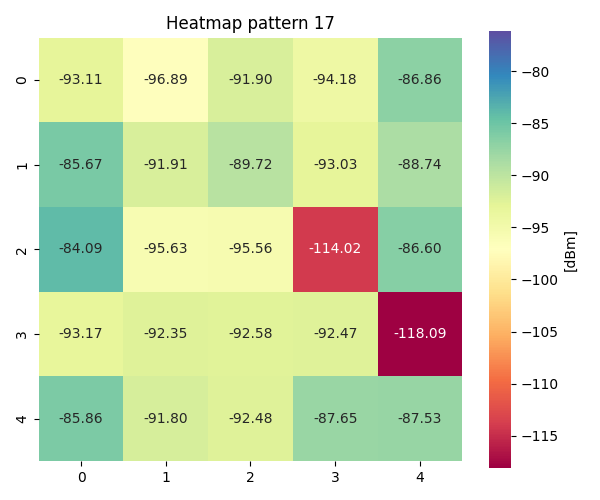 Heatmap pattern 17
0 -93.11 -96.89 -91.90 -94.18 -86.86
1 -85.67 -91.91 -89.72 -93.03 -88.74
2 -84.09 -95.63 -95.56 -114.02 -86.60
3 -93.17 -92.35 -92.58 -92.47 -118.09
4 -85.86 -91.80 -92.48 -87.65 -87.53
0 1 2 3 4
−80
−85
−90
−95
−100
−105
−110
−115
[dBm]